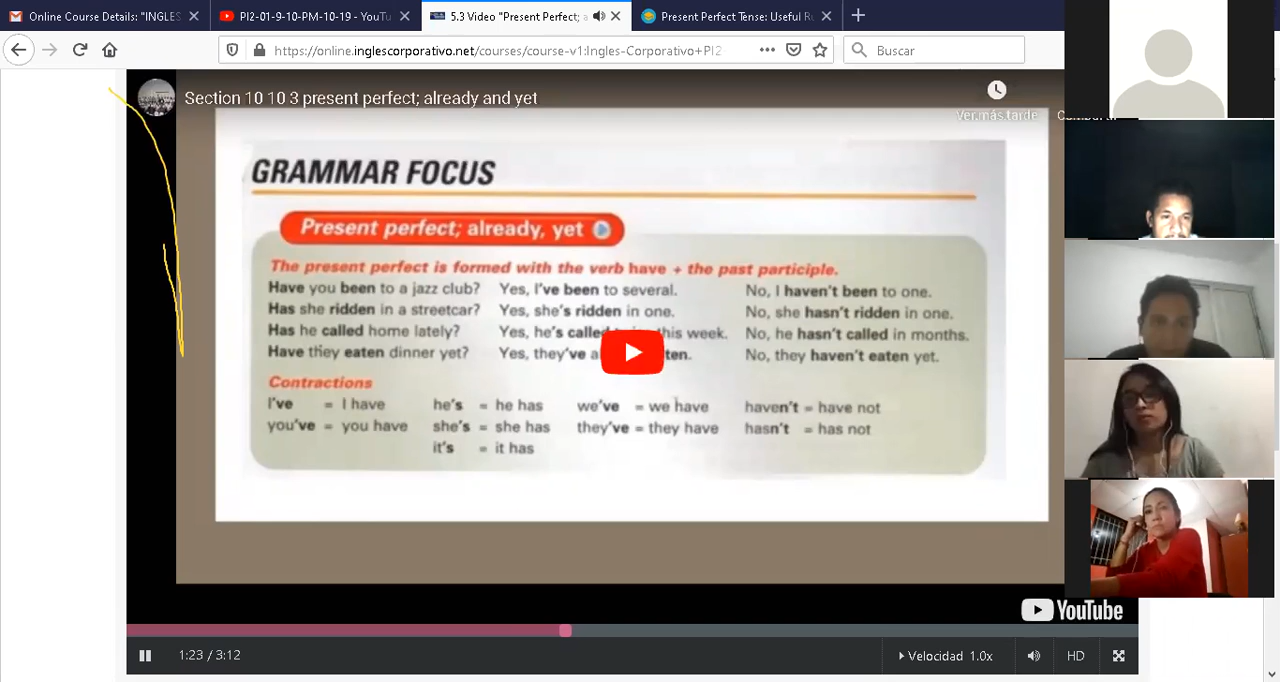 Online Course Details: "INGLES
PI2-01-9-10-PM-10-19 - YouTu
5.3 Video "Present Perfect; a
Present Perfect Tense: Useful Ru
https://online.inglescorporativo.net/courses/course-v1:Ingles-Corporativo+PI2
Buscar
Section 10 10 3 present perfect; already and yet
Ver más tarde
GRAMMAR FOCUS
Present perfect; already, yet
The present perfect is formed with the verb have + the past participle.
Have you been to a jazz club? Yes, I've been to several. No, I haven't been to one.
Has she ridden in a streetcar? Yes, she's ridden in one. No, she hasn't ridden in one.
Has he called home lately? Yes, he's called this week. No, he hasn't called in months.
Have they eaten dinner yet? Yes, they've No, they haven't eaten yet.
Contractions
I've = I have he's = he has we've = we have haven't = have not
you've = you have she's = she has they've = they have hasn't = has not
it's = it has
YouTube
1:23 / 3:12
Velocidad 1.0x
HD